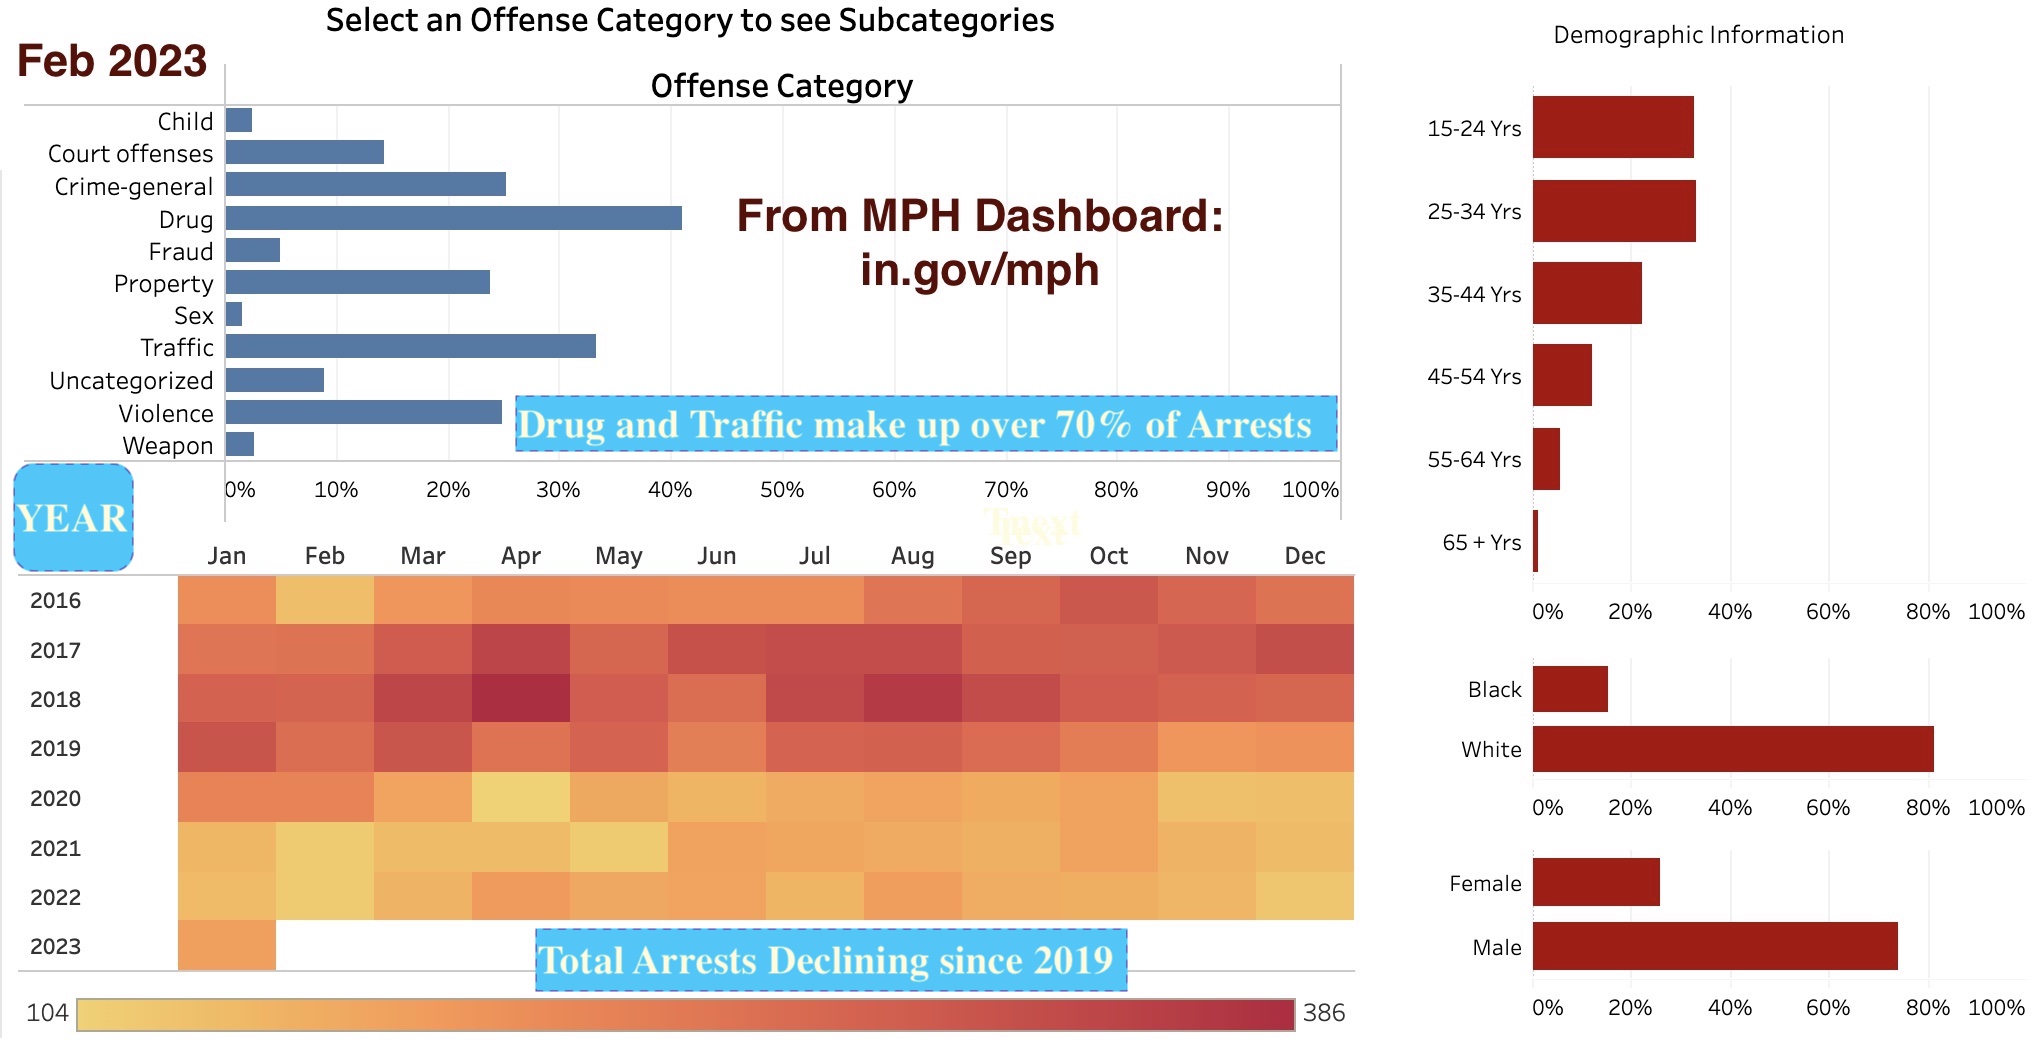 Select an Offense Category to see Subcategories
Feb 2023
Offense Category
Child
Court offenses
Crime-general
Drug
Fraud
Property
Sex
Traffic
Uncategorized
Violence
Weapon
From MPH Dashboard:
in.gov/mph
Drug and Traffic make up over 70% of Arrests
0% 10% 20% 30% 40% 50% 60% 70% 80% 90% 100%
YEAR
Jan Feb Mar Apr May Jun Jul Aug Sep Oct Nov Dec
2016
2017
2018
2019
2020
2021
2022
2023
Total Arrests Declining since 2019
104 386
Demographic Information
15-24 Yrs
25-34 Yrs
35-44 Yrs
45-54 Yrs
55-64 Yrs
65 + Yrs
0% 20% 40% 60% 80% 100%
Black
White
0% 20% 40% 60% 80% 100%
Female
Male
0% 20% 40% 60% 80% 100%